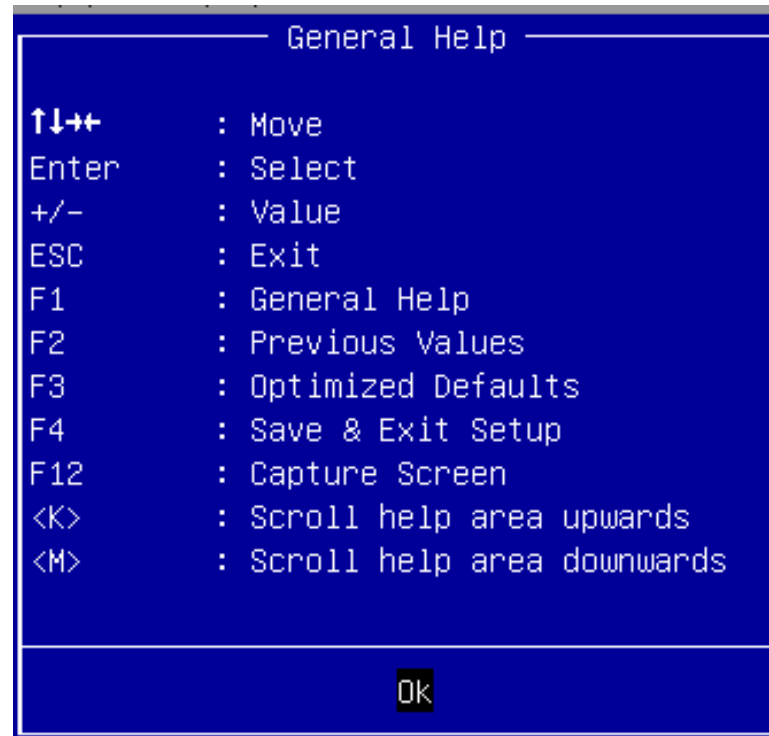 General Help
↑↓→← : Move
Enter : Select
+/- : Value
ESC : Exit
F1 : General Help
F2 : Previous Values
F3 : Optimized Defaults
F4 : Save & Exit Setup
F12 : Capture Screen
<K> : Scroll help area upwards
<M> : Scroll help area downwards
Ok